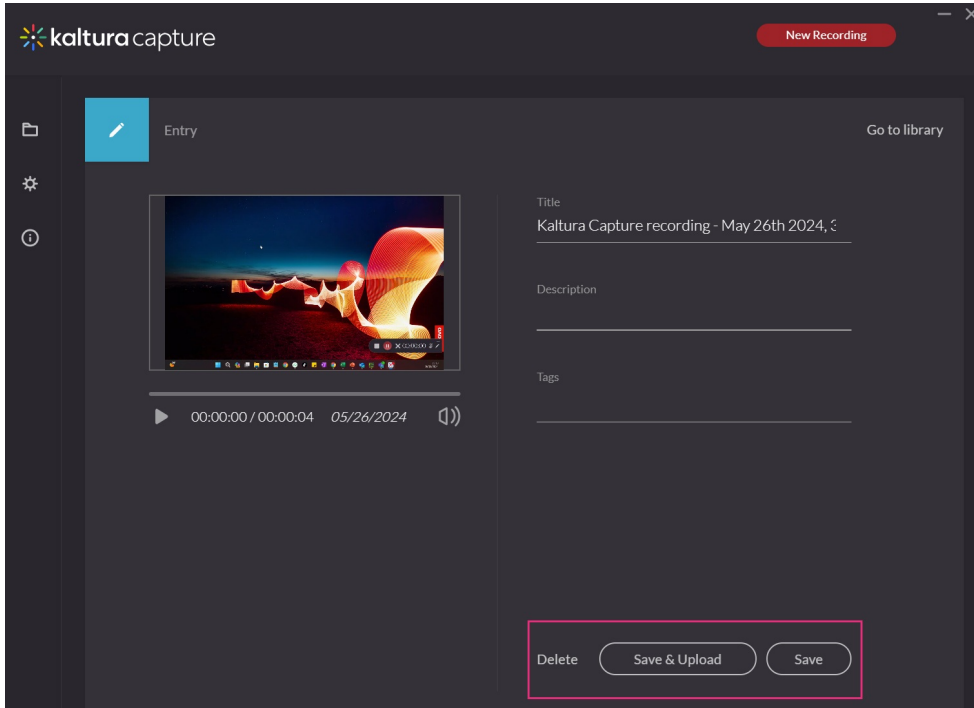 kaltura capture
New Recording
Entry
Go to library
Title
Kaltura Capture recording - May 26th 2024, 3
Description
Tags
00:00:00 / 00:00:04 05/26/2024
Delete
Save & Upload
Save